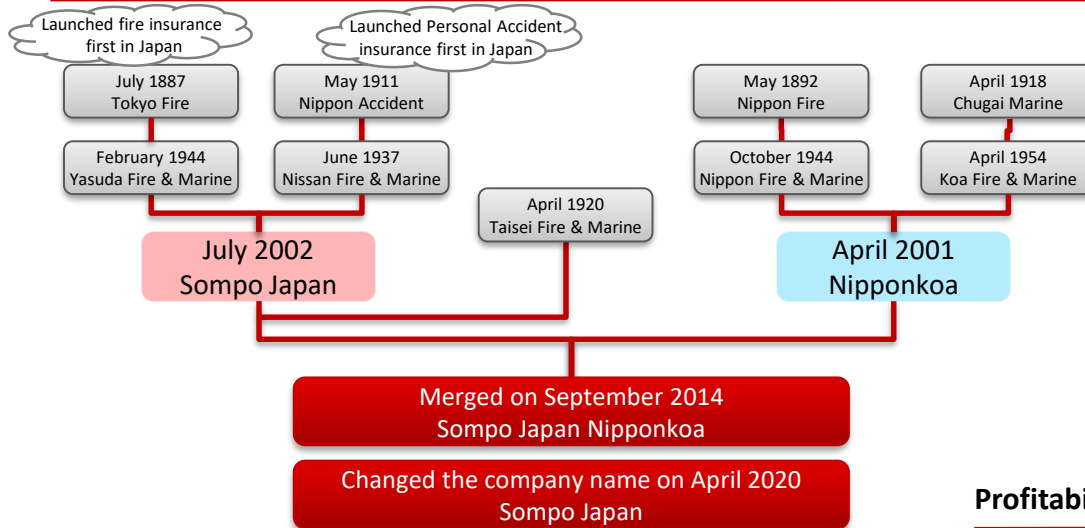 Launched fire insurance
first in Japan
Launched Personal Accident
insurance first in Japan
July 1887
Tokyo Fire
May 1911
Nippon Accident
May 1892
Nippon Fire
April 1918
Chugai Marine
February 1944
Yasuda Fire & Marine
June 1937
Nissan Fire & Marine
October 1944
Nippon Fire & Marine
April 1954
Koa Fire & Marine
April 1920
Taisei Fire & Marine
July 2002
Sompo Japan
April 2001
Nipponkoa
Merged on September 2014
Sompo Japan Nipponkoa
Changed the company name on April 2020
Sompo Japan